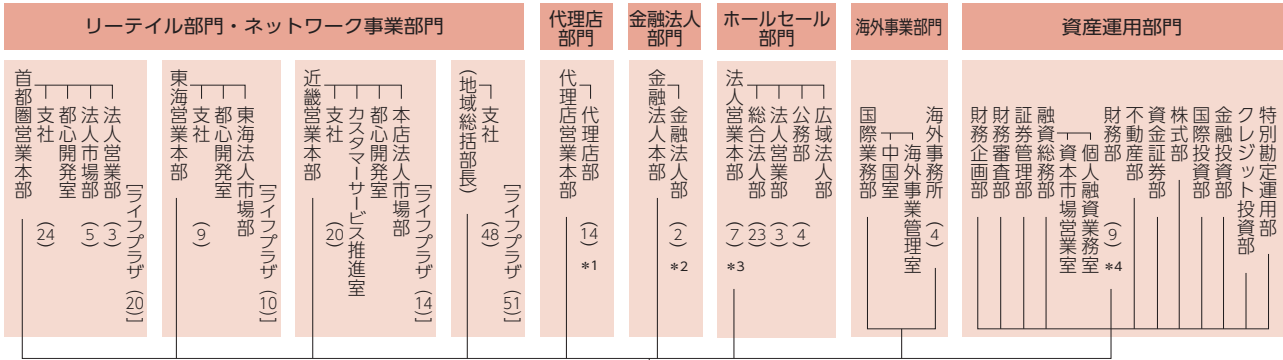 リーテイル部門・ネットワーク事業部門
代理店部門
金融法人部門
ホールセール部門
海外事業部門
資産運用部門
首都圏営業本部
支社 (24)
都心開発室
法人市場部 (5)
法人営業部 (3)
[ライフプラザ (20)]
東海営業本部
支社 (9)
都心開発室
東海法人市場部
[ライフプラザ (10)]
近畿営業本部
支社 (20)
カスタマーサービス推進室
都心開発室
本店法人市場部
[ライフプラザ (14)]
(地域総括部長)
支社 (48)
[ライフプラザ (51)]
代理店営業本部
代理店部 (14) *1
金融法人本部
金融法人部 (2) *2
法人営業本部 (7) *3
総合法人部 (23)
法人営業部 (3)
公務部 (4)
広域法人部
国際業務部
中国室
海外事業管理室
海外事務所 (4)
財務企画部
財務審査部
証券管理部
融資総務部
資本市場営業室
個人融資業務室
財務部 (9) *4
不動産部
資金証券部
株式部
国際投資部
金融投資部
クレジット投資部
特別勘定運用部